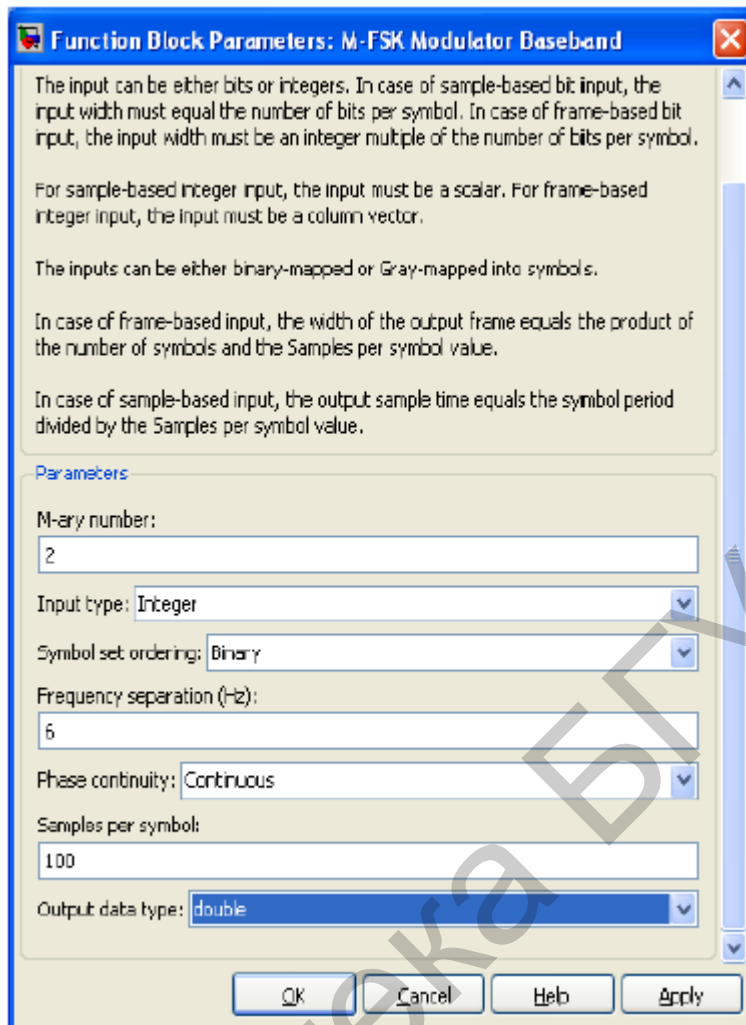 Function Block Parameters: M-FSK Modulator Baseband
The input can be either bits or integers. In case of sample-based bit input, the
input width must equal the number of bits per symbol. In case of frame-based bit
input, the input width must be an integer multiple of the number of bits per symbol.
For sample-based integer input, the input must be a scalar. For frame-based
integer input, the input must be a column vector.
The inputs can be either binary-mapped or Gray-mapped into symbols.
In case of frame-based input, the width of the output frame equals the product of
the number of symbols and the Samples per symbol value.
In case of sample-based input, the output sample time equals the symbol period
divided by the Samples per symbol value.
Parameters
M-ary number:
2
Input type: Integer
Symbol set ordering: Binary
Frequency separation (Hz):
6
Phase continuity: Continuous
Samples per symbol:
100
Output data type: double
OK Cancel Help Apply